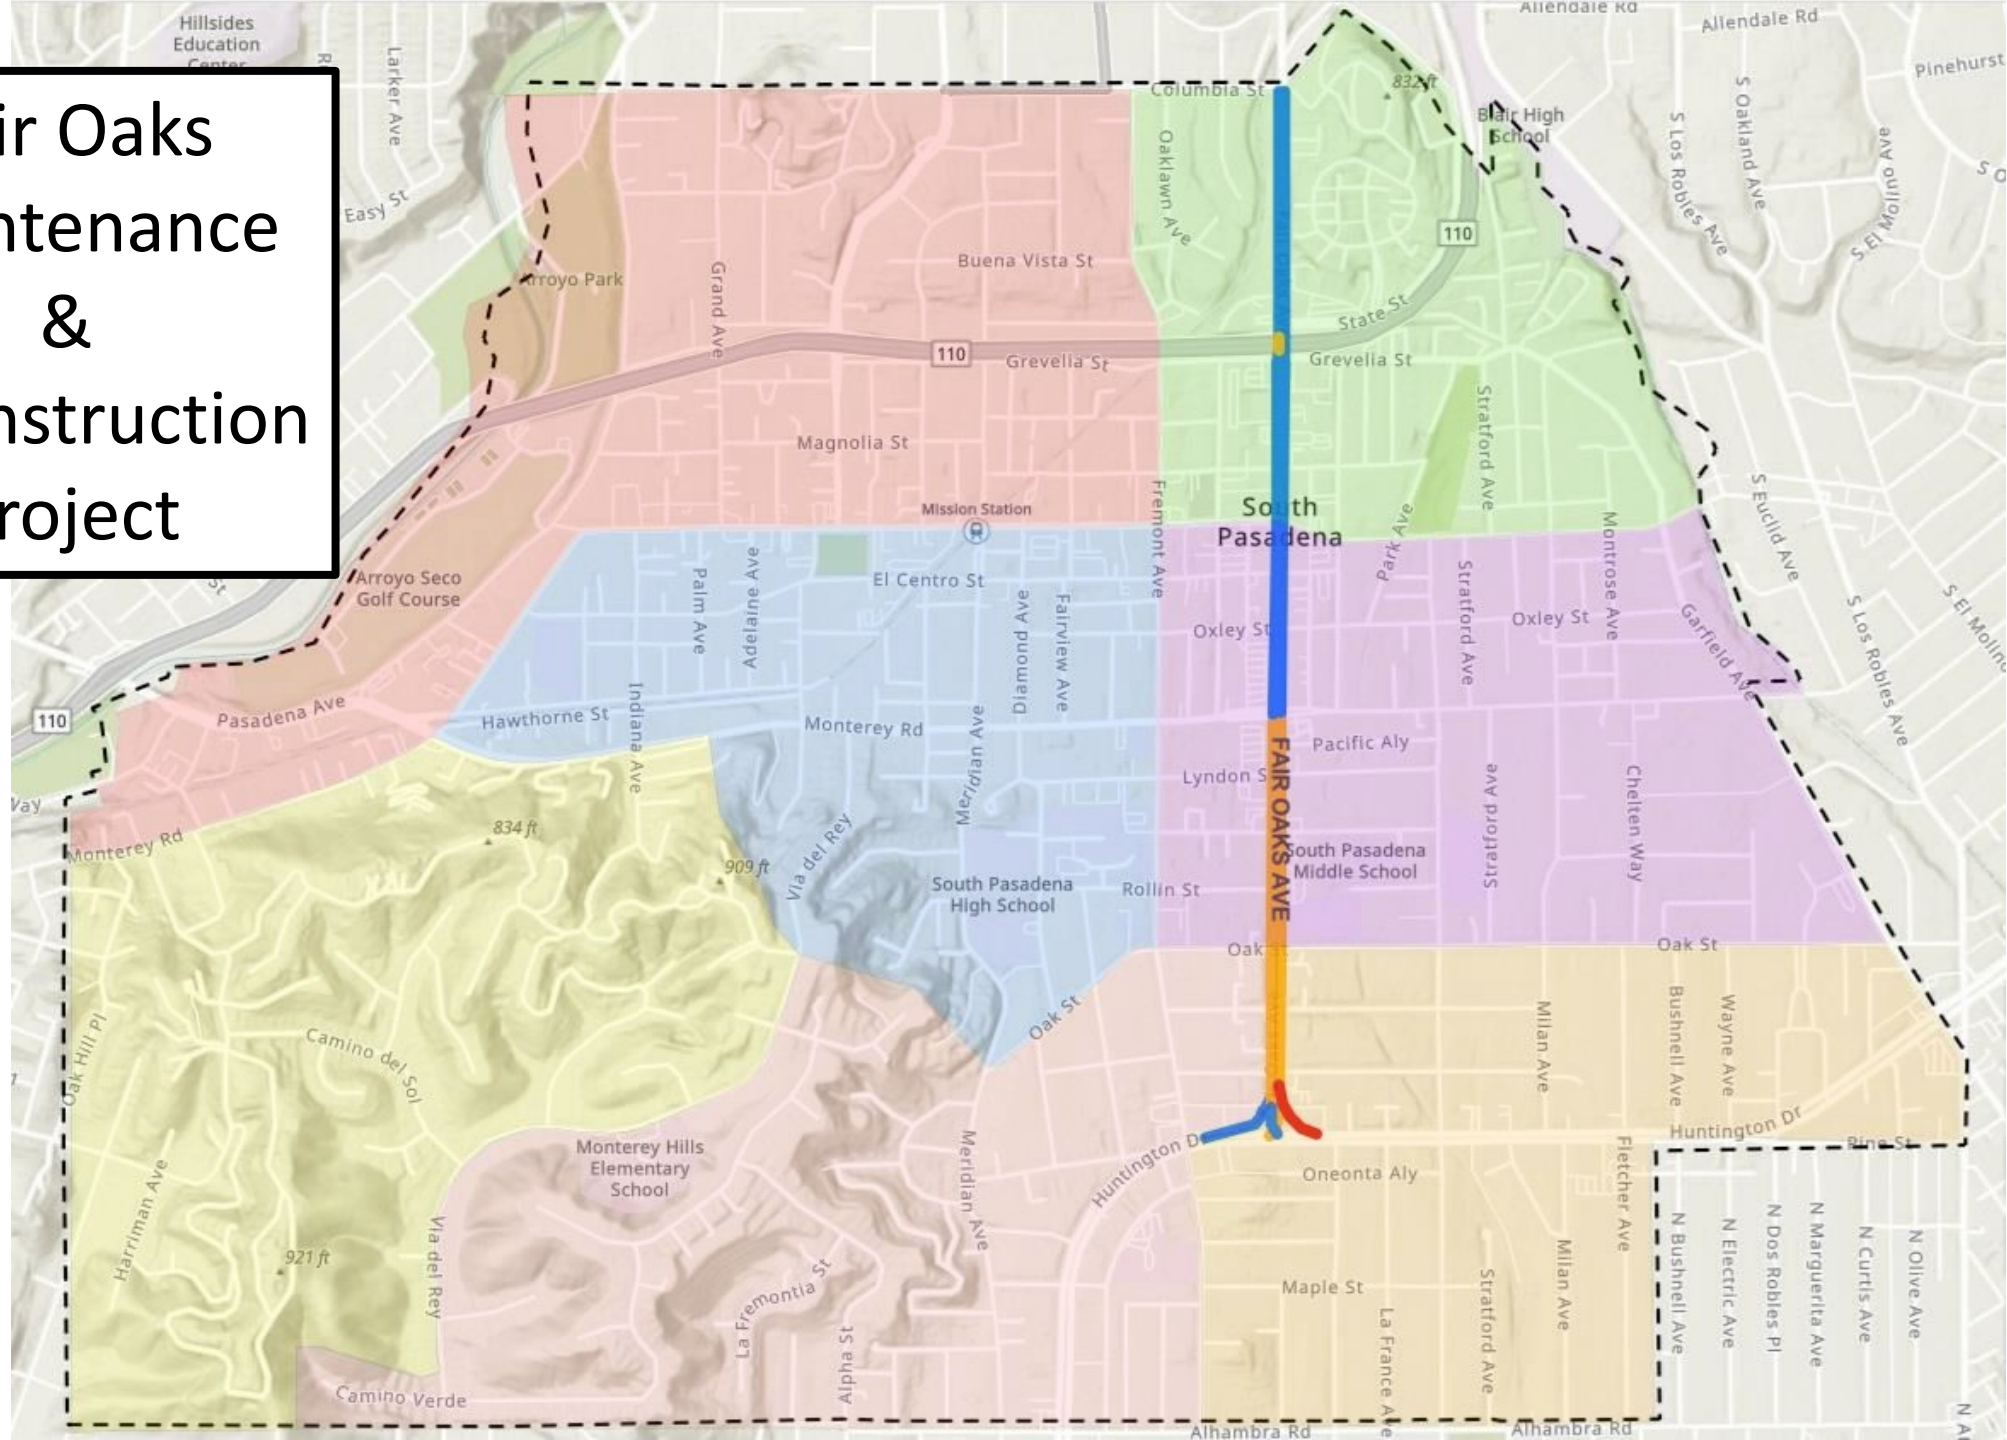 ir Oaks
ntenance
&
nstruction
roject
Hillsides
Education
Center
Larker Ave
Easy St
Allendale Rd
Allendale Rd
Pinehurst
Columbia St
832 ft
Blair High
School
Oaklawn Ave
S Los Robles Ave
S Oakland Ave
S El Molino Ave
110
Arroyo Park
Grand Ave
Buena Vista St
State St
110
Grevelia St
Grevelia St
Magnolia St
Stratford Ave
Mission Station
Fremont Ave
South
Pasadena
Park Ave
Montrose Ave
S Euclid Ave
St
Arroyo Seco
Golf Course
Palm Ave
Adelaine Ave
El Centro St
Diamond Ave
Fairview Ave
Oxley St
Stratford Ave
Oxley St
Garfield Ave
S Los Robles Ave
S El Molino
110
Pasadena Ave
Hawthorne St
Indiana Ave
Monterey Rd
Meridian Ave
Pacific Aly
Lyndon S
FAIR OAKS AVE
Stratford Ave
Chelten Way
Way
Monterey Rd
834 ft
909 ft
Via del Rey
South Pasadena
High School
Rollin St
South Pasadena
Middle School
Oak St
Oak St
Oak Hill Pl
Camino del Sol
Oak St
Milan Ave
Bushnell Ave
Wayne Ave
Monterey Hills
Elementary
School
Meridian Ave
Huntington Dr
Huntington Dr
Pine St
Oneonta Aly
Fletcher Ave
Harriman Ave
921 ft
Via del Rey
La Fremontia St
Alpha St
Maple St
La France Ave
Stratford Ave
Milan Ave
N Bushnell Ave
N Electric Ave
N Dos Robles Pl
N Marguerita Ave
N Curtis Ave
N Olive Ave
Camino Verde
Alhambra Rd
Alhambra Rd